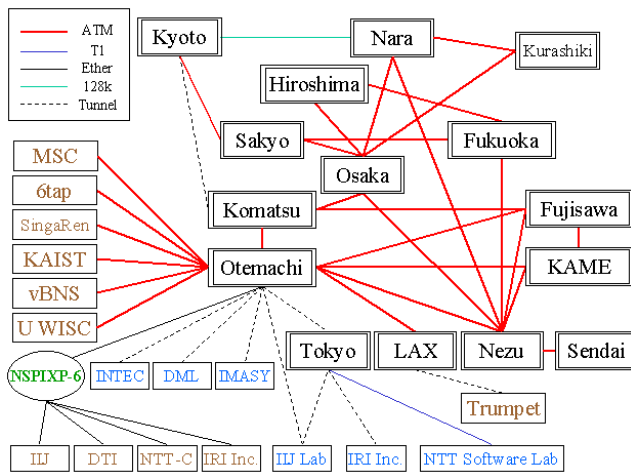 ATM
T1
Ether
128k
Tunnel
Kyoto
Nara
Kurashiki
Hiroshima
Sakyo
Fukuoka
Osaka
MSC
6tap
SingaRen
KAIST
vBNS
U WISC
Komatsu
Fujisawa
Otemachi
KAME
Tokyo
LAX
Nezu
Sendai
NSPIXP-6
INTEC
DML
IMASY
Trumpet
IIJ
DTI
NTT-C
IRI Inc.
IIJ Lab
IRI Inc.
NTT Software Lab